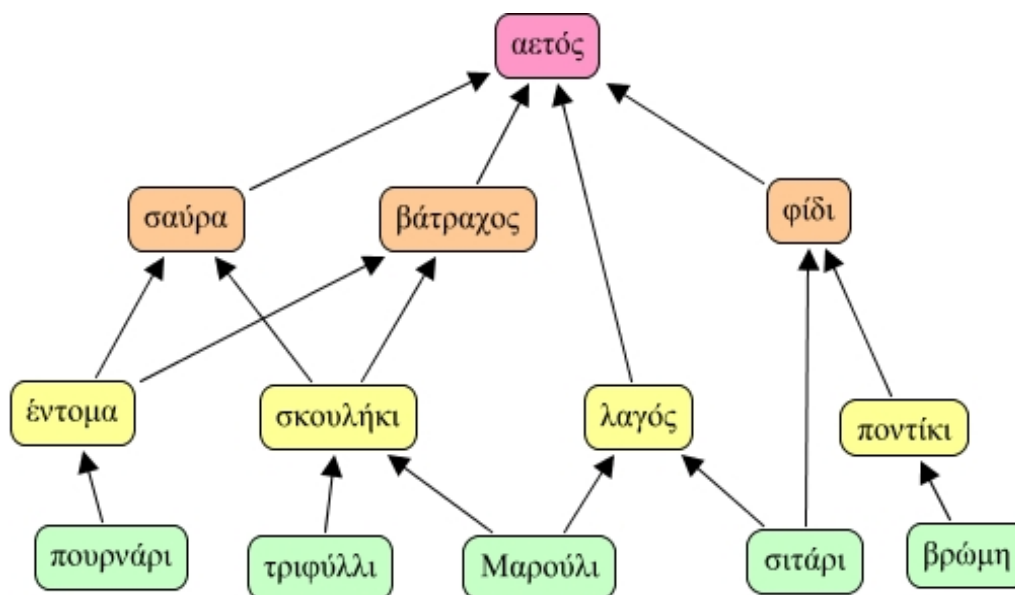 αετός
σαύρα
βάτραχος
φίδι
έντομα
σκουλήκι
λαγός
ποντίκι
πουρνάρι
τριφύλλι
Μαρούλι
σιτάρι
βρώμη